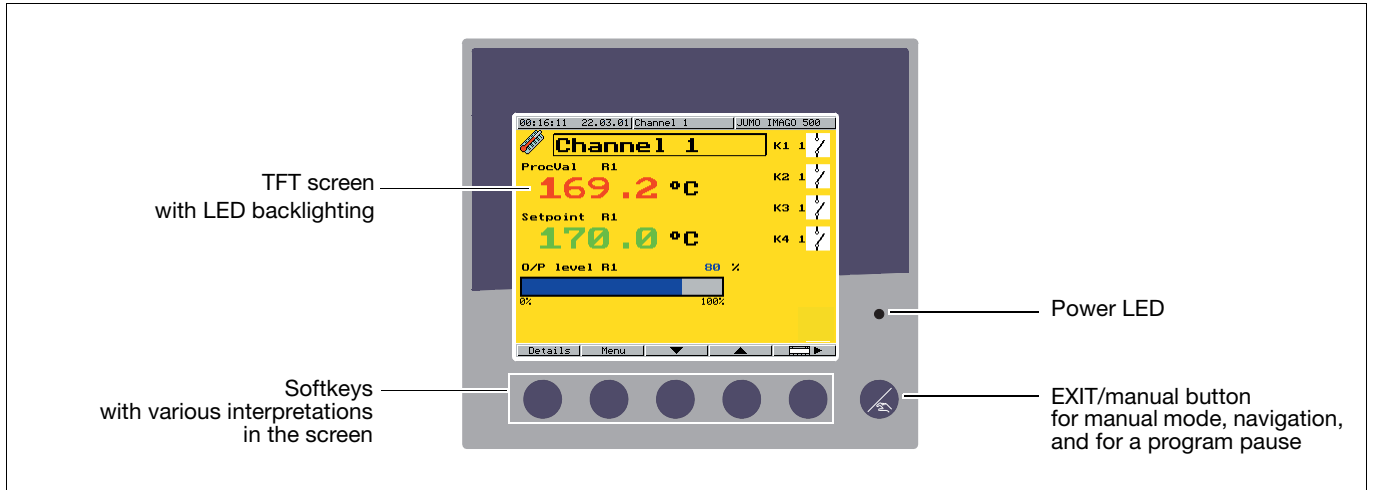 00:16:11 22.03.01 Channel 1 JUMO IMAGO 500
Channel 1
K1 1
ProcVal R1
169.2 °C
K2 1
K3 1
Setpoint R1
170.0 °C
K4 1
O/P level R1 80 %
0% 100%
Details Menu
TFT screen
with LED backlighting
Power LED
Softkeys
with various interpretations
in the screen
EXIT/manual button
for manual mode, navigation,
and for a program pause